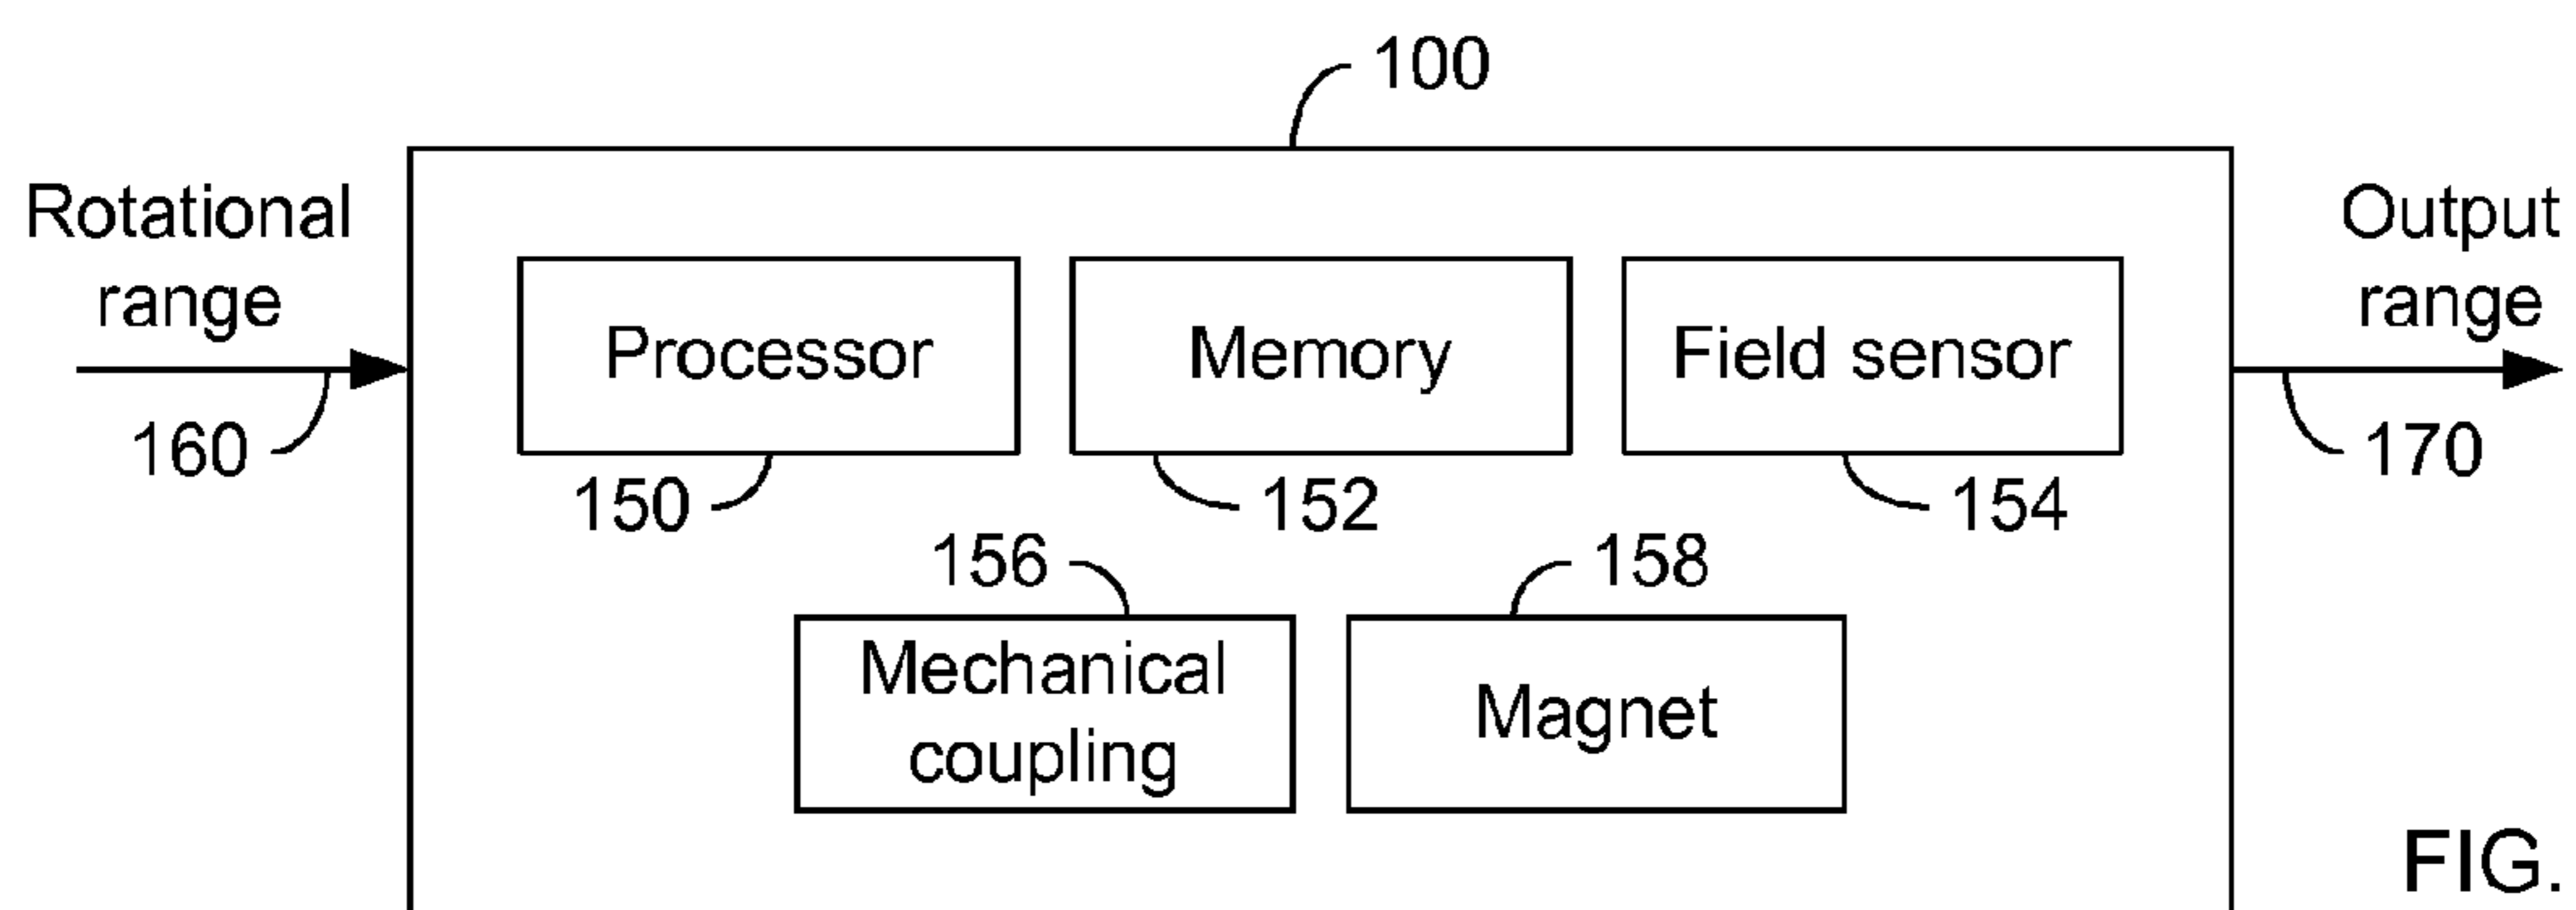 100
Rotational
range
160
Output
range
170
Processor
150
Memory
152
Field sensor
154
156
Mechanical
coupling
158
Magnet
FIG.